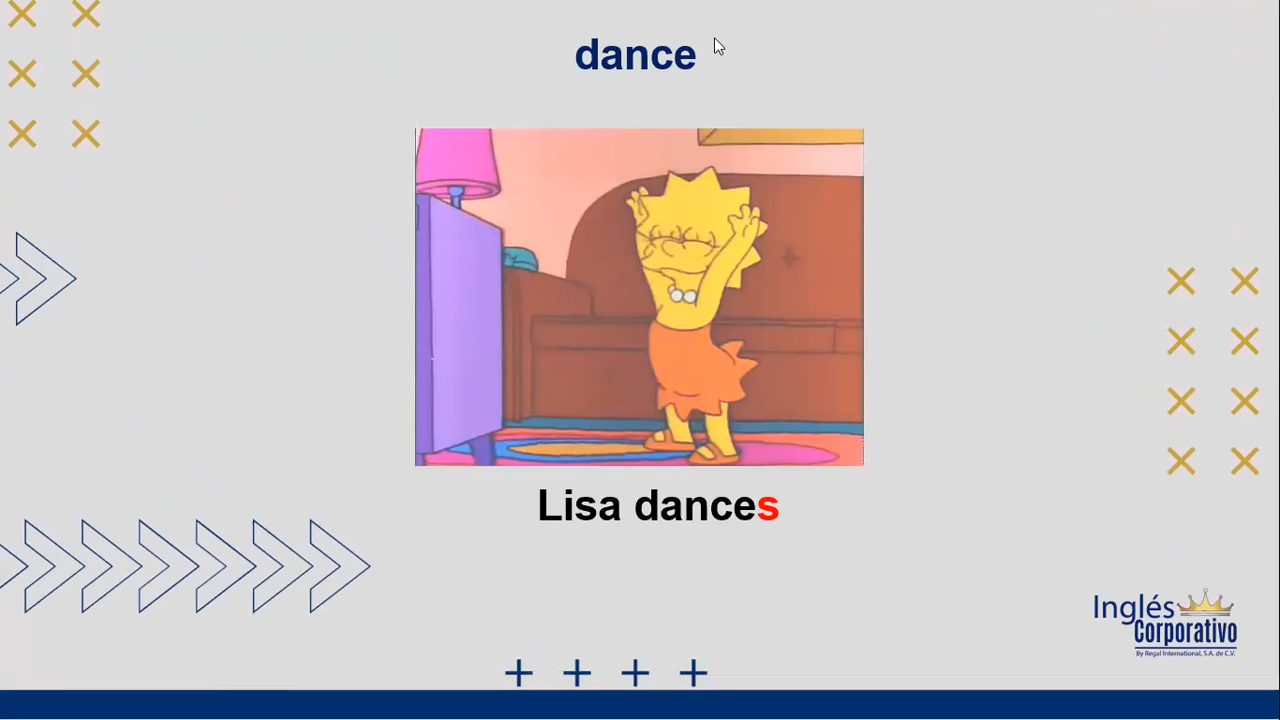 dance
Lisa dances
Inglés
Corporativo
By Regal International, S.A. de C.V.